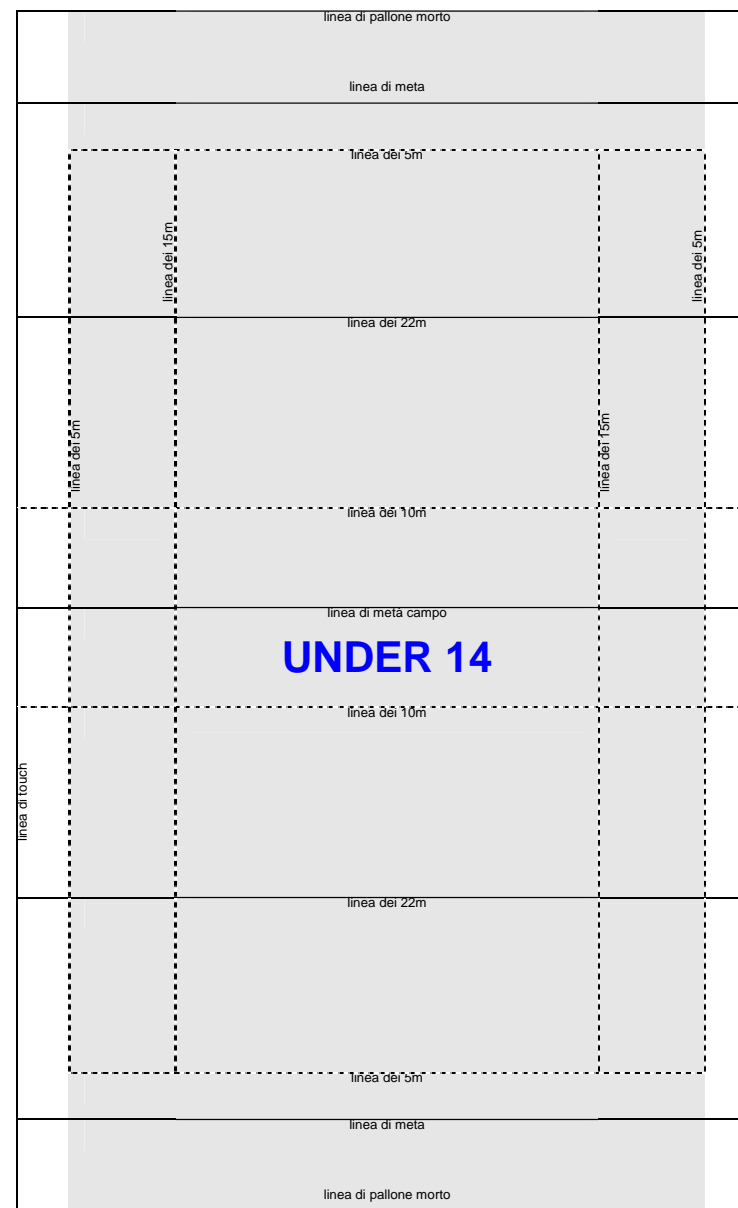 linea di pallone morto
linea di meta
linea dei 5m
linea dei 15m
linea dei 5m
linea dei 22m
linea dei 5m
linea dei 15m
linea dei 10m
linea di metà campo
UNDER 14
linea dei 10m
linea di touch
linea dei 22m
linea dei 5m
linea di meta
linea di pallone morto